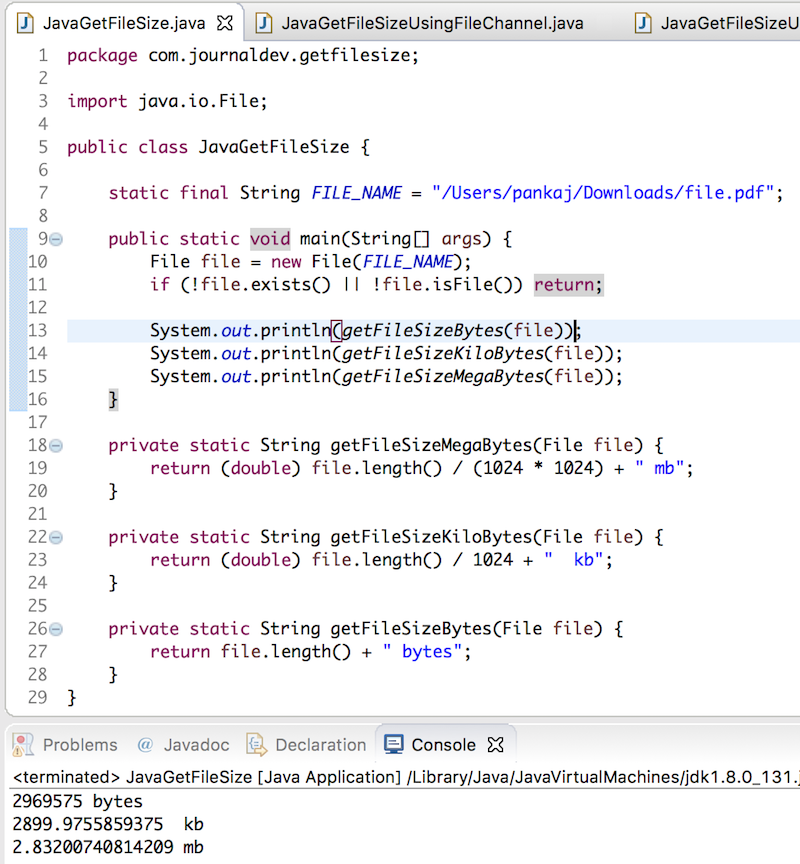 JavaGetFileSize.java JavaGetFileSizeUsingFileChannel.java JavaGetFileSizeU
1 package com.journaldev.getfilesize;
2
3 import java.io.File;
4
5 public class JavaGetFileSize {
6
7 static final String FILE_NAME = "/Users/pankaj/Downloads/file.pdf";
8
9 public static void main(String[] args) {
10 File file = new File(FILE_NAME);
11 if (!file.exists() || !file.isFile()) return;
12
13 System.out.println(getFileSizeBytes(file));
14 System.out.println(getFileSizeKiloBytes(file));
15 System.out.println(getFileSizeMegaBytes(file));
16 }
17
18 private static String getFileSizeMegaBytes(File file) {
19 return (double) file.length() / (1024 * 1024) + " mb";
20 }
21
22 private static String getFileSizeKiloBytes(File file) {
23 return (double) file.length() / 1024 + "  kb";
24 }
25
26 private static String getFileSizeBytes(File file) {
27 return file.length() + " bytes";
28 }
29 }
Problems @ Javadoc Declaration Console
<terminated> JavaGetFileSize [Java Application] /Library/Java/JavaVirtualMachines/jdk1.8.0_131.j
2969575 bytes
2899.9755859375  kb
2.83200740814209 mb